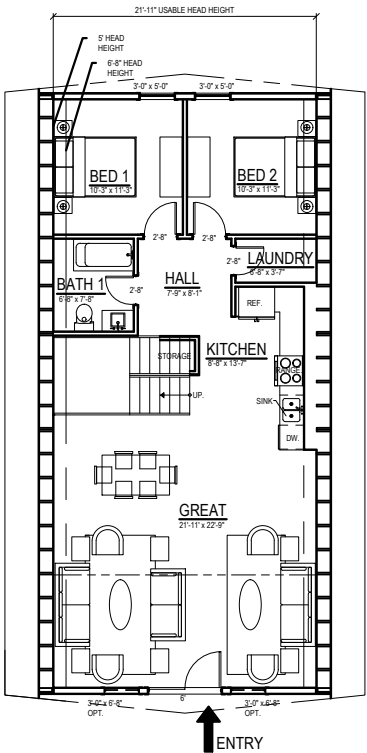 21'-11" USABLE HEAD HEIGHT
5' HEAD
HEIGHT
6'-8" HEAD
HEIGHT
3'-0" x 5'-0"
3'-0" x 5'-0"
BED 1
10'-3" x 11'-3"
BED 2
10'-3" x 11'-3"
2'-8"
2'-8"
LAUNDRY
6'-8" x 3'-7"
BATH 1
6'-8" x 7'-8"
2'-8"
HALL
7'-9" x 8'-1"
2'-8"
REF.
STORAGE
KITCHEN
8'-8" x 13'-7"
RANGE
UP.
SINK
DW.
GREAT
21'-11" x 22'-9"
3'-0" x 6'-8"
OPT.
6'
3'-0" x 6'-8"
OPT.
ENTRY